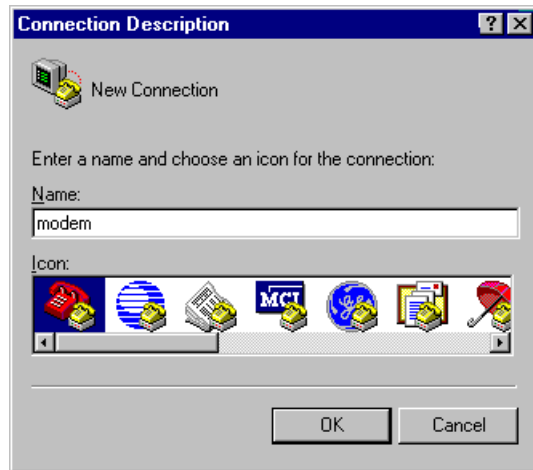 Connection Description
New Connection
Enter a name and choose an icon for the connection:
Name:
modem
Icon:
MCI
OK Cancel